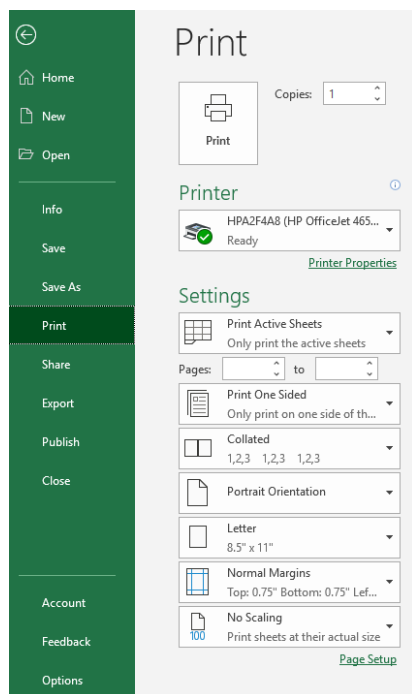 Print
Home
New
Open
Info
Save
Save As
Print
Share
Export
Publish
Close
Account
Feedback
Options
Print
Copies: 1
Printer
HPA2F4A8 (HP OfficeJet 465...
Ready
Printer Properties
Settings
Print Active Sheets
Only print the active sheets
Pages: to
Print One Sided
Only print on one side of th...
Collated
1,2,3 1,2,3 1,2,3
Portrait Orientation
Letter
8.5" x 11"
Normal Margins
Top: 0.75" Bottom: 0.75" Lef...
No Scaling
100
Print sheets at their actual size
Page Setup